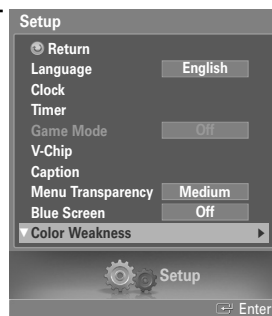 Setup
Return
Language English
Clock
Timer
Game Mode Off
V-Chip
Caption
Menu Transparency Medium
Blue Screen Off
Color Weakness
Setup
Enter